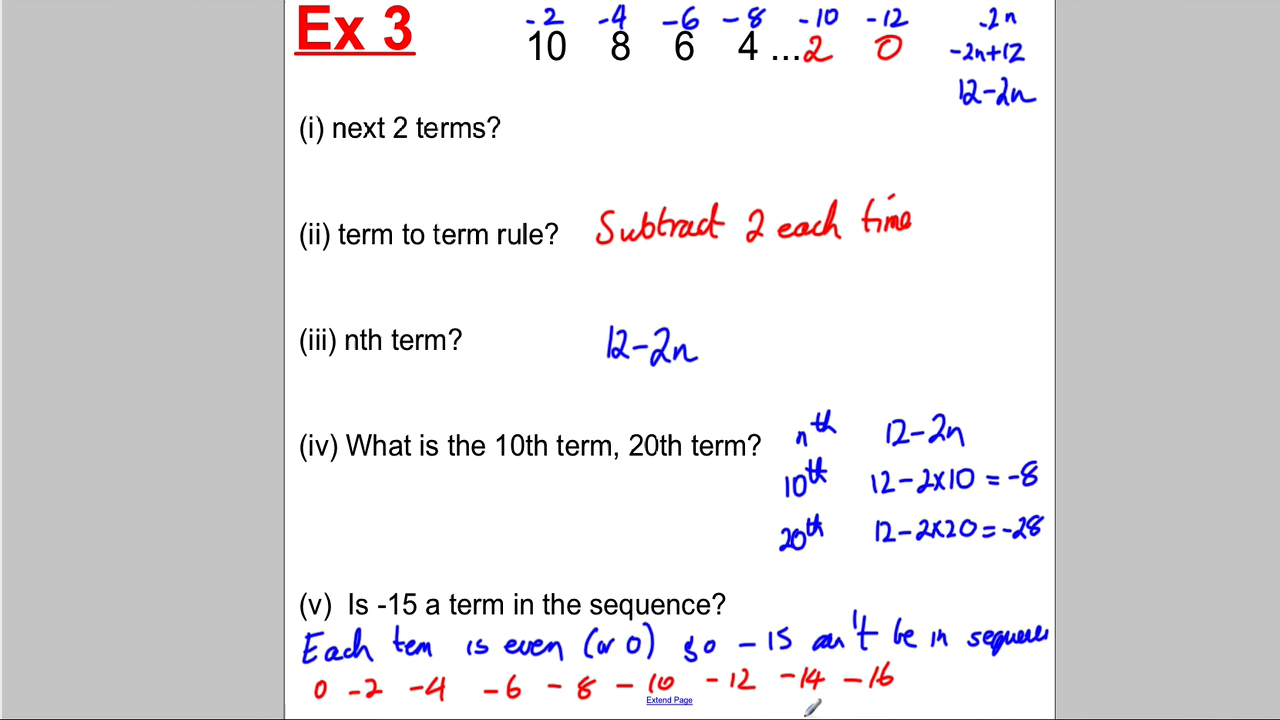 Ex 3
-2 -4 -6 -8 -10 -12 -2n
10 8 6 4 ... 2 0 -2n+12
12-2n
(i) next 2 terms?
(ii) term to term rule? Subtract 2 each time
(iii) nth term? 12-2n
(iv) What is the 10th term, 20th term? nth 12-2n
10th 12-2x10 = -8
20th 12-2x20 = -28
(v) Is -15 a term in the sequence?
Each tem is even (or 0) so -15 can't be in sequence
0 -2 -4 -6 -8 -10 -12 -14 -16
Extend Page